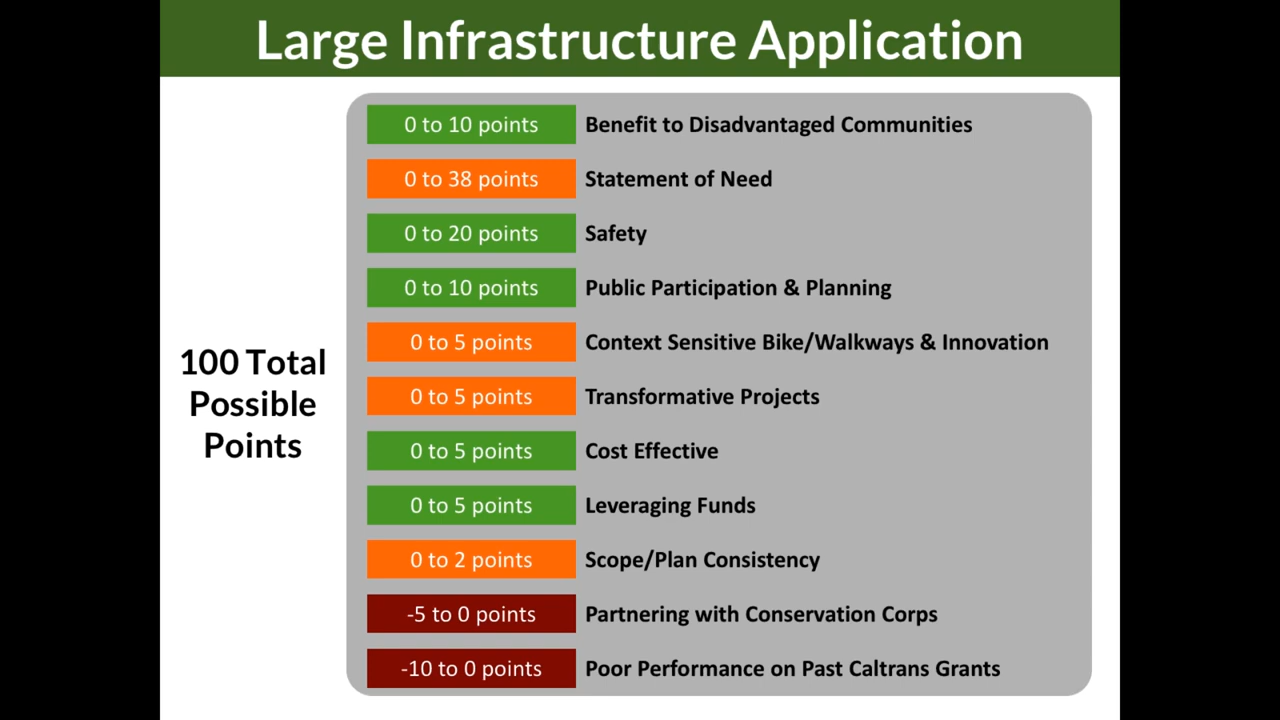 Large Infrastructure Application
100 Total
Possible
Points
0 to 10 points Benefit to Disadvantaged Communities
0 to 38 points Statement of Need
0 to 20 points Safety
0 to 10 points Public Participation & Planning
0 to 5 points Context Sensitive Bike/Walkways & Innovation
0 to 5 points Transformative Projects
0 to 5 points Cost Effective
0 to 5 points Leveraging Funds
0 to 2 points Scope/Plan Consistency
-5 to 0 points Partnering with Conservation Corps
-10 to 0 points Poor Performance on Past Caltrans Grants